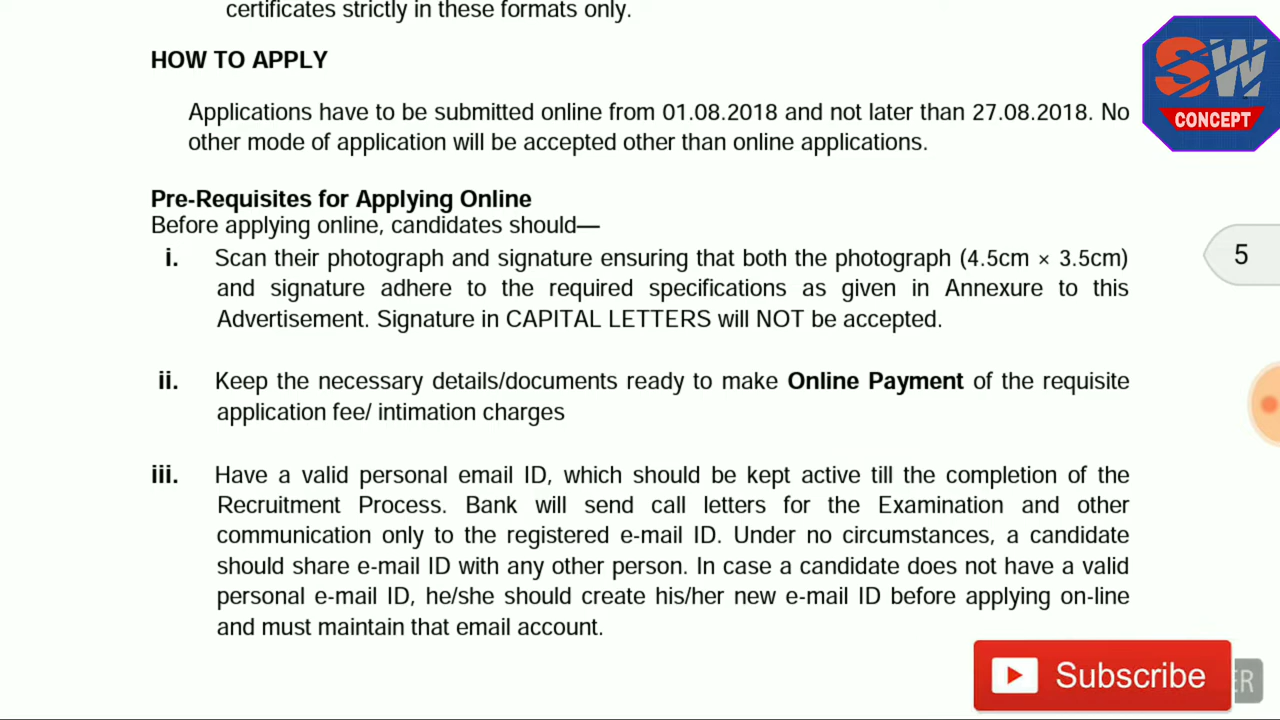 certificates strictly in these formats only.
HOW TO APPLY
Applications have to be submitted online from 01.08.2018 and not later than 27.08.2018. No
other mode of application will be accepted other than online applications.
Pre-Requisites for Applying Online
Before applying online, candidates should—
i. Scan their photograph and signature ensuring that both the photograph (4.5cm × 3.5cm)
and signature adhere to the required specifications as given in Annexure to this
Advertisement. Signature in CAPITAL LETTERS will NOT be accepted.
ii. Keep the necessary details/documents ready to make Online Payment of the requisite
application fee/ intimation charges
iii. Have a valid personal email ID, which should be kept active till the completion of the
Recruitment Process. Bank will send call letters for the Examination and other
communication only to the registered e-mail ID. Under no circumstances, a candidate
should share e-mail ID with any other person. In case a candidate does not have a valid
personal e-mail ID, he/she should create his/her new e-mail ID before applying on-line
and must maintain that email account.
SW
CONCEPT
5
Subscribe